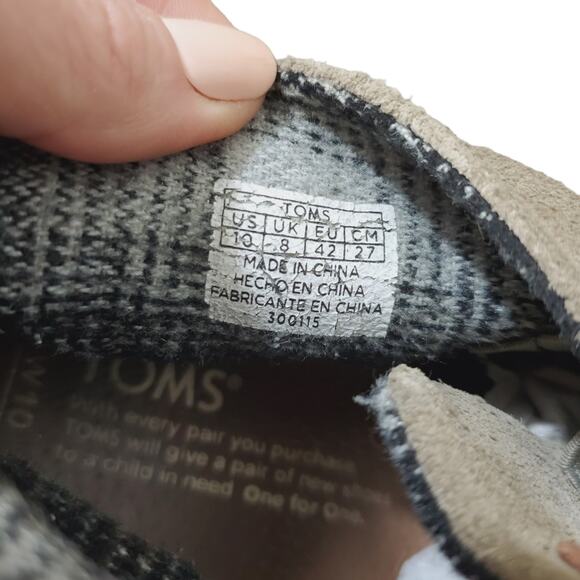 TOMS
US UK EU CM
10 8 42 27
MADE IN CHINA
HECHO EN CHINA
FABRICANTE EN CHINA
300115
TOMS®
With every pair you purchase,
TOMS will give a pair of new shoes
to a child in need. One for One.
W10